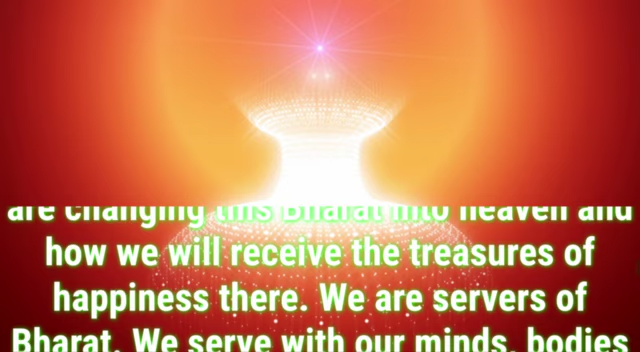 are changing this Bharat into heaven and
how we will receive the treasures of
happiness there. We are servers of
Bharat. We serve with our minds, bodies